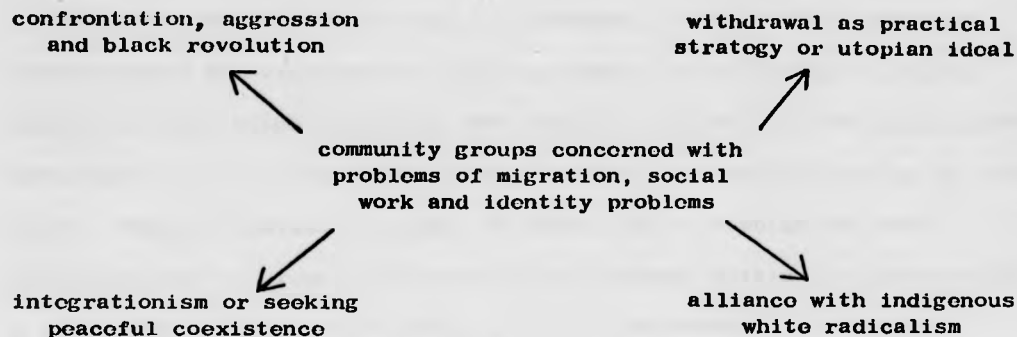 confrontation, aggression
and black rovolution
withdrawal as practical
strategy or utopian ideal
community groups concerned with
problems of migration, social
work and identity problems
integrationism or seeking
peaceful coexistence
alliance with indigenous
white radicalism